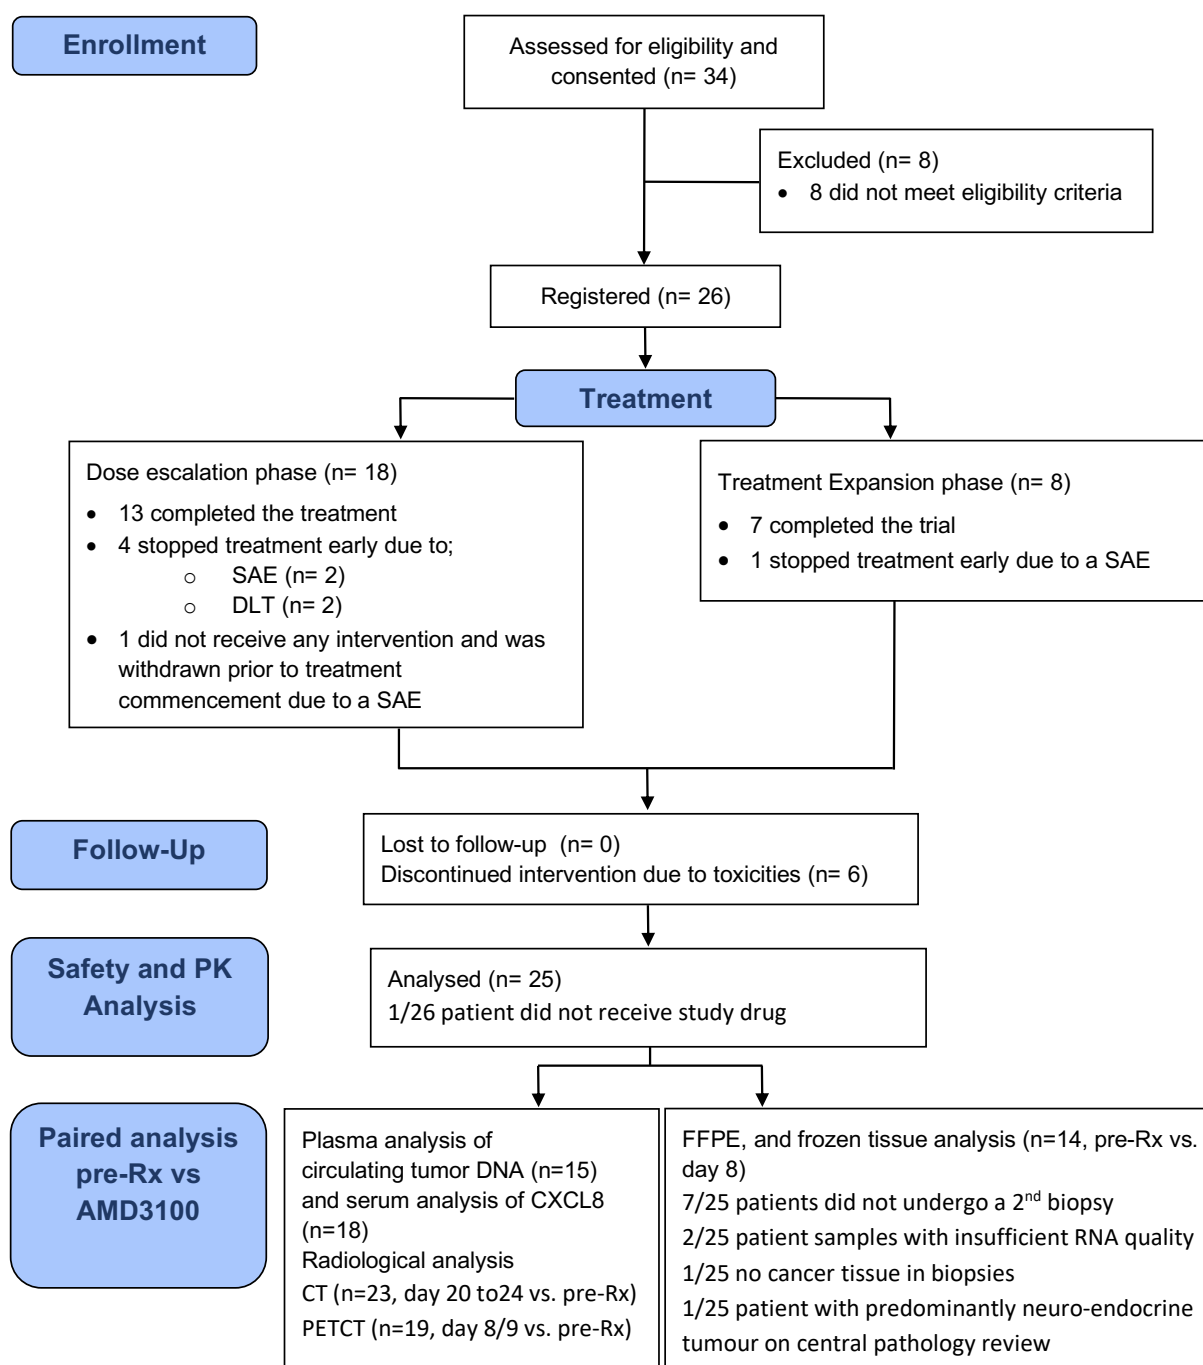 Enrollment
Assessed for eligibility and
consented (n= 34)
Excluded (n= 8)
• 8 did not meet eligibility criteria
Registered (n= 26)
Treatment
Dose escalation phase (n= 18)
• 13 completed the treatment
• 4 stopped treatment early due to;
o SAE (n= 2)
o DLT (n= 2)
• 1 did not receive any intervention and was
withdrawn prior to treatment
commencement due to a SAE
Treatment Expansion phase (n= 8)
• 7 completed the trial
• 1 stopped treatment early due to a SAE
Follow-Up
Lost to follow-up (n= 0)
Discontinued intervention due to toxicities (n= 6)
Safety and PK
Analysis
Analysed (n= 25)
1/26 patient did not receive study drug
Paired analysis
pre-Rx vs
AMD3100
Plasma analysis of
circulating tumor DNA (n=15)
and serum analysis of CXCL8
(n=18)
Radiological analysis
CT (n=23, day 20 to24 vs. pre-Rx)
PETCT (n=19, day 8/9 vs. pre-Rx)
FFPE, and frozen tissue analysis (n=14, pre-Rx vs.
day 8)
7/25 patients did not undergo a 2nd biopsy
2/25 patient samples with insufficient RNA quality
1/25 no cancer tissue in biopsies
1/25 patient with predominantly neuro-endocrine
tumour on central pathology review